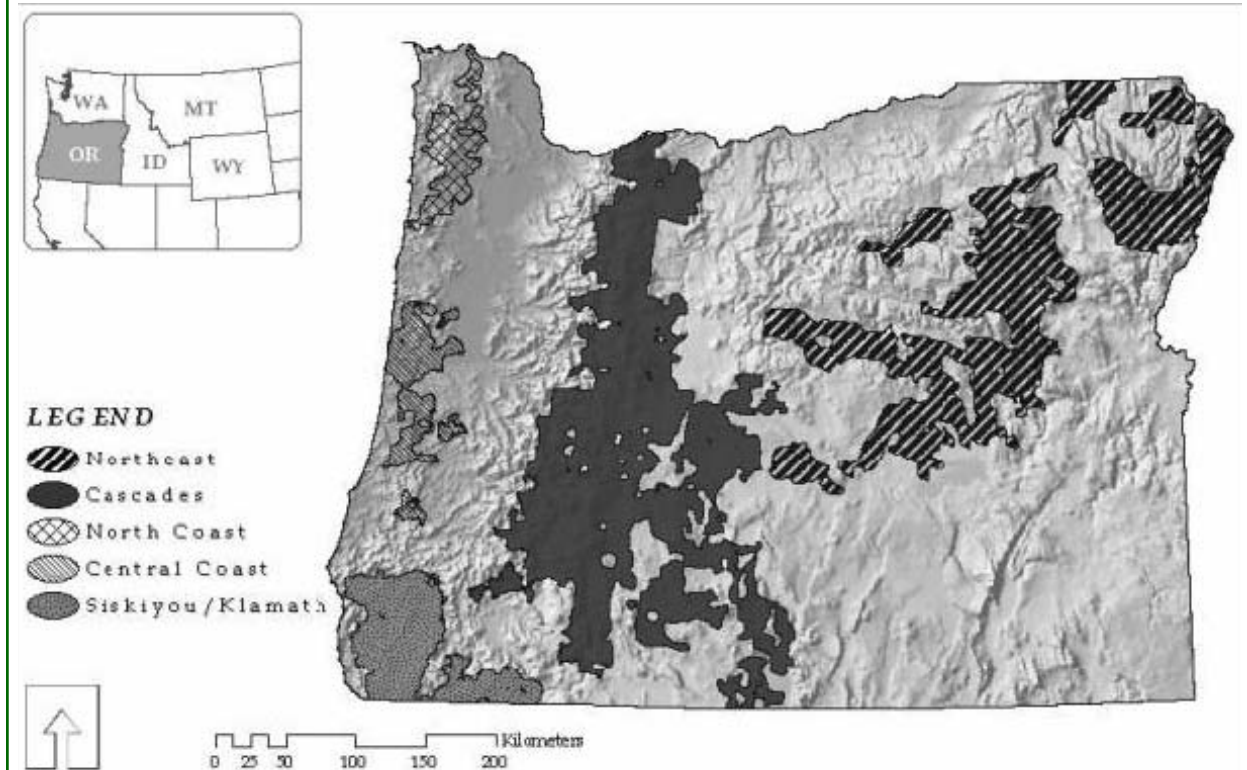 WA
MT
OR
ID
WY
LEGEND
Northeast
Cascades
North Coast
Central Coast
Siskiyou/Klamath
Kilometers
0 25 50 100 150 200